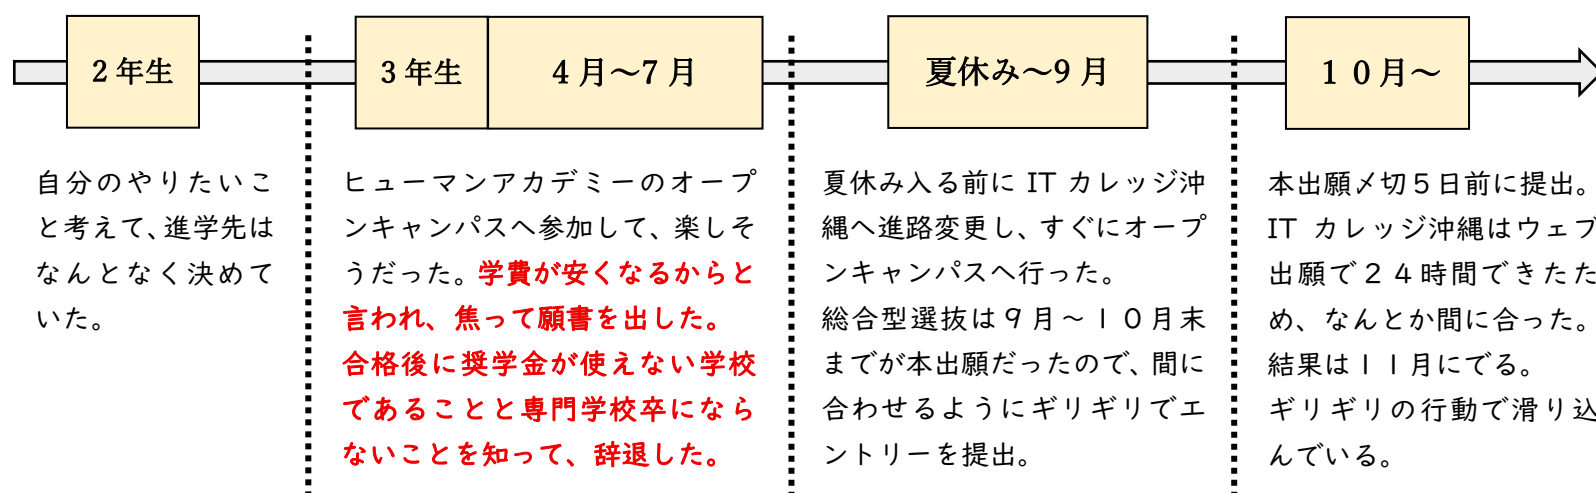 2年生
3年生
4月～7月
夏休み～9月
１０月～
自分のやりたいこ
と考えて、進学先は
なんとなく決めて
いた。
ヒューマンアカデミーのオープ
ンキャンパスへ参加して、楽しそ
うだった。学費が安くなるからと
言われ、焦って願書を出した。
合格後に奨学金が使えない学校
であることと専門学校卒になら
ないことを知って、辞退した。
夏休み入る前に IT カレッジ沖
縄へ進路変更し、すぐにオープ
ンキャンパスへ行った。
総合型選抜は９月～１０月末
までが本出願だったので、間に
合わせるようにギリギリでエ
ントリーを提出。
本出願〆切５日前に提出。
IT カレッジ沖縄はウェブ
出願で２４時間できたた
め、なんとか間に合った。
結果は１１月にでる。
ギリギリの行動で滑り込
んでいる。